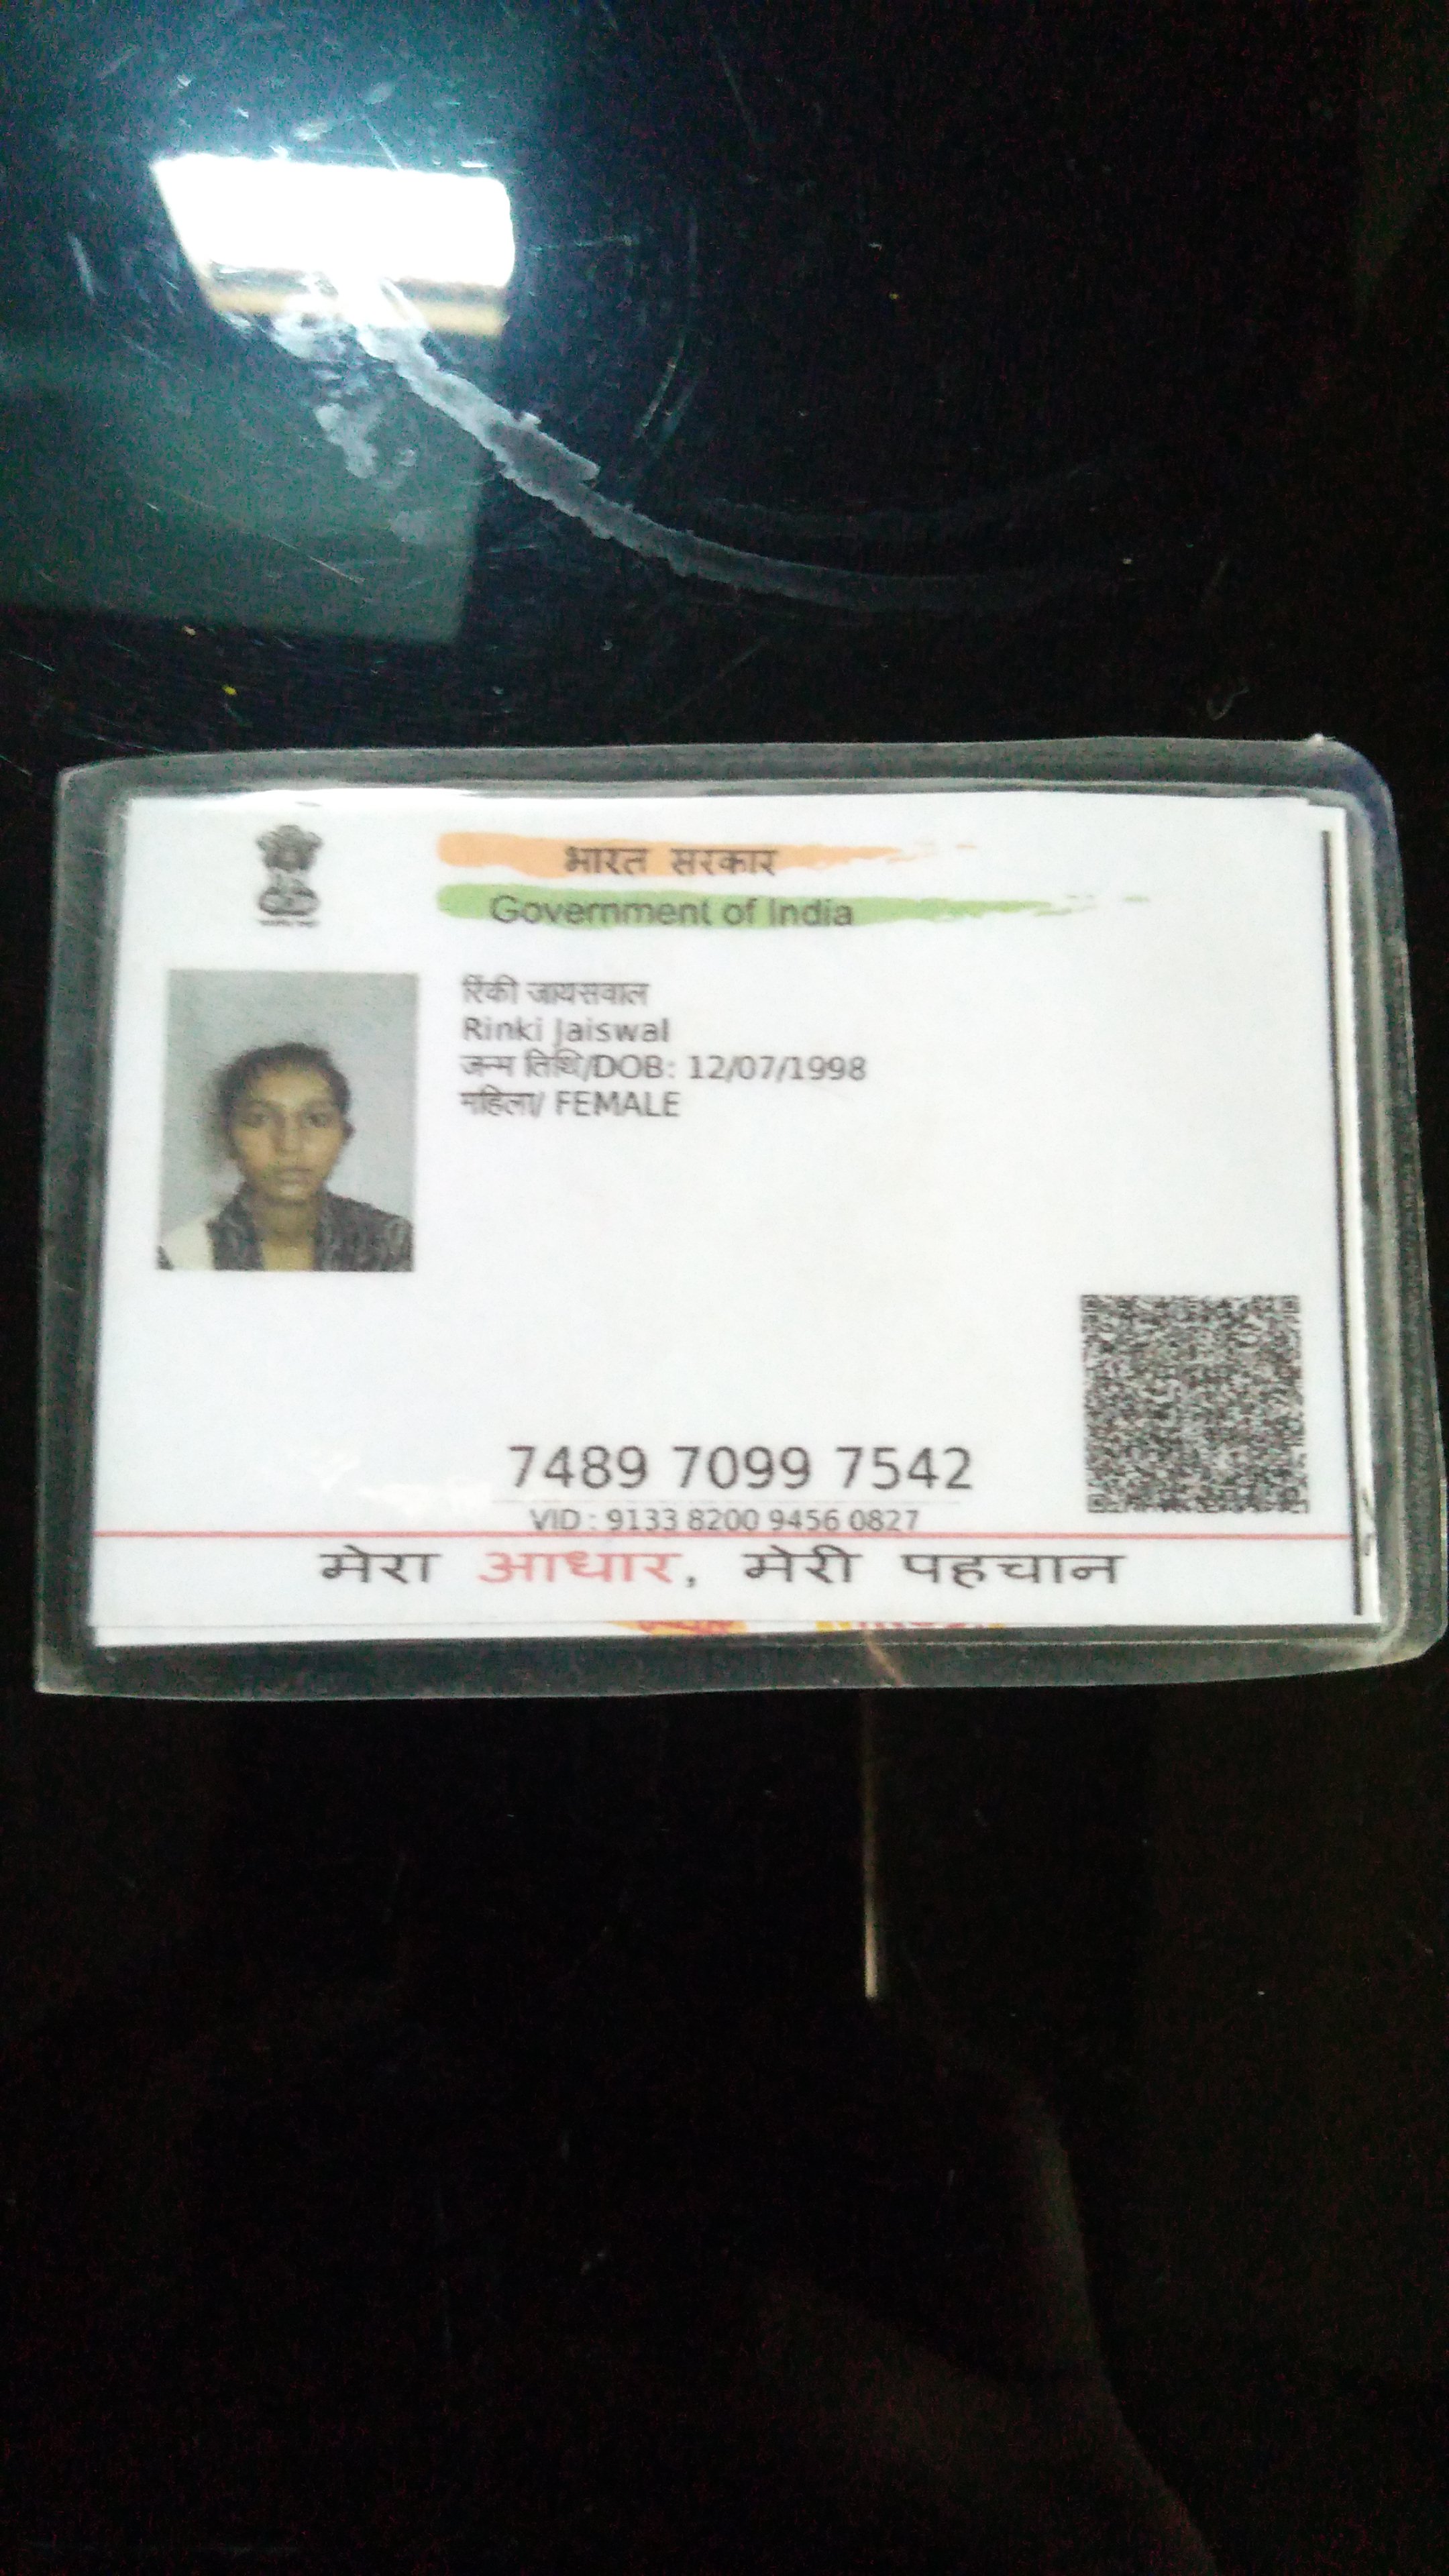 भारत सरकार
Government of India
रिंकी जायसवाल
Rinki Jaiswal
जन्म तिथि/DOB: 12/07/1998
महिला/ FEMALE
7489 7099 7542
VID : 9133 8200 9456 0827
मेरा आधार, मेरी पहचान